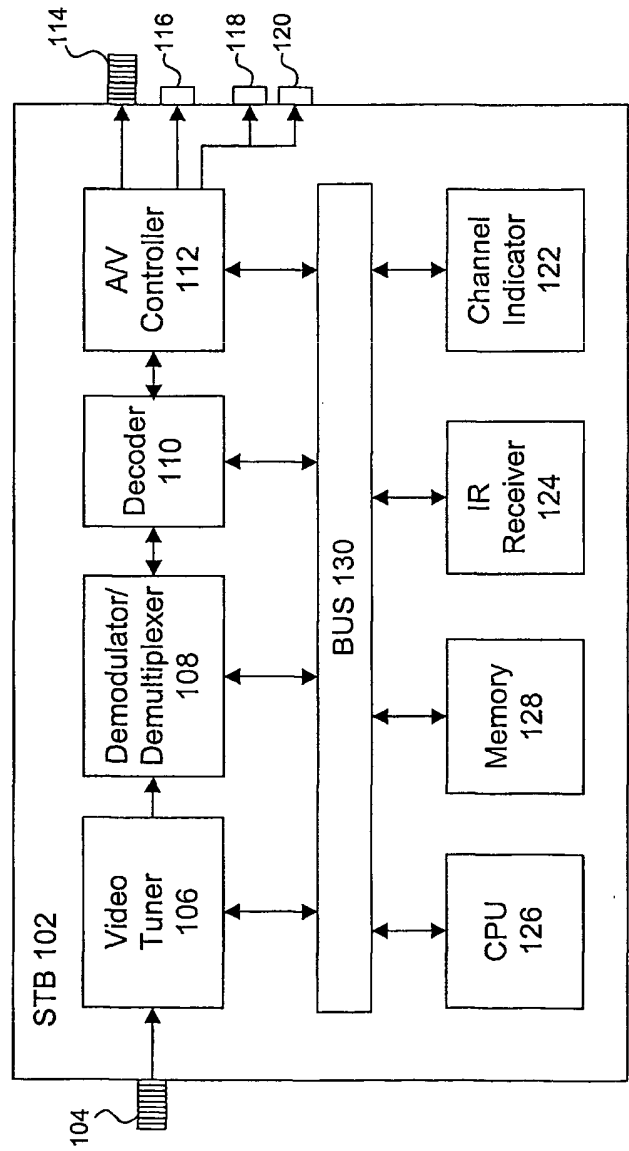 STB 102
104
Video
Tuner
106
Demodulator/
Demultiplexer
108
Decoder
110
A/V
Controller
112
114
116
118
120
BUS 130
CPU
126
Memory
128
IR
Receiver
124
Channel
Indicator
122